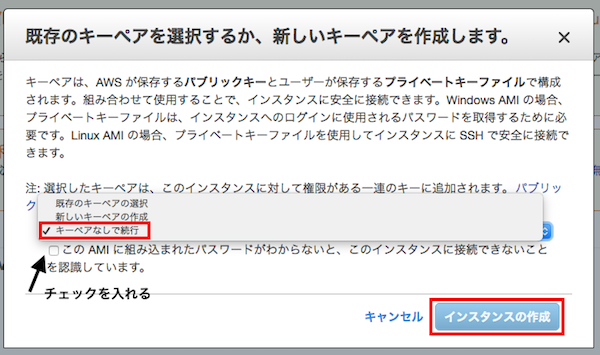 既存のキーペアを選択するか、新しいキーペアを作成します。
キーペアは、AWS が保存するパブリックキーとユーザーが保存するプライベートキーファイルで構成
されます。組み合わせて使用することで、インスタンスに安全に接続できます。Windows AMI の場合、
プライベートキーファイルは、インスタンスへのログインに使用されるパスワードを取得するために必
要です。Linux AMI の場合、プライベートキーファイルを使用してインスタンスに SSH で安全に接続で
きます。
注: 選択したキーペアは、このインスタンスに対して権限がある一連のキーに追加されます。パブリッ
ク
既存のキーペアの選択
新しいキーペアの作成
✓ キーペアなしで続行
この AMI に組み込まれたパスワードがわからないと、このインスタンスに接続できないこと
を認識しています。
チェックを入れる
キャンセル
インスタンスの作成